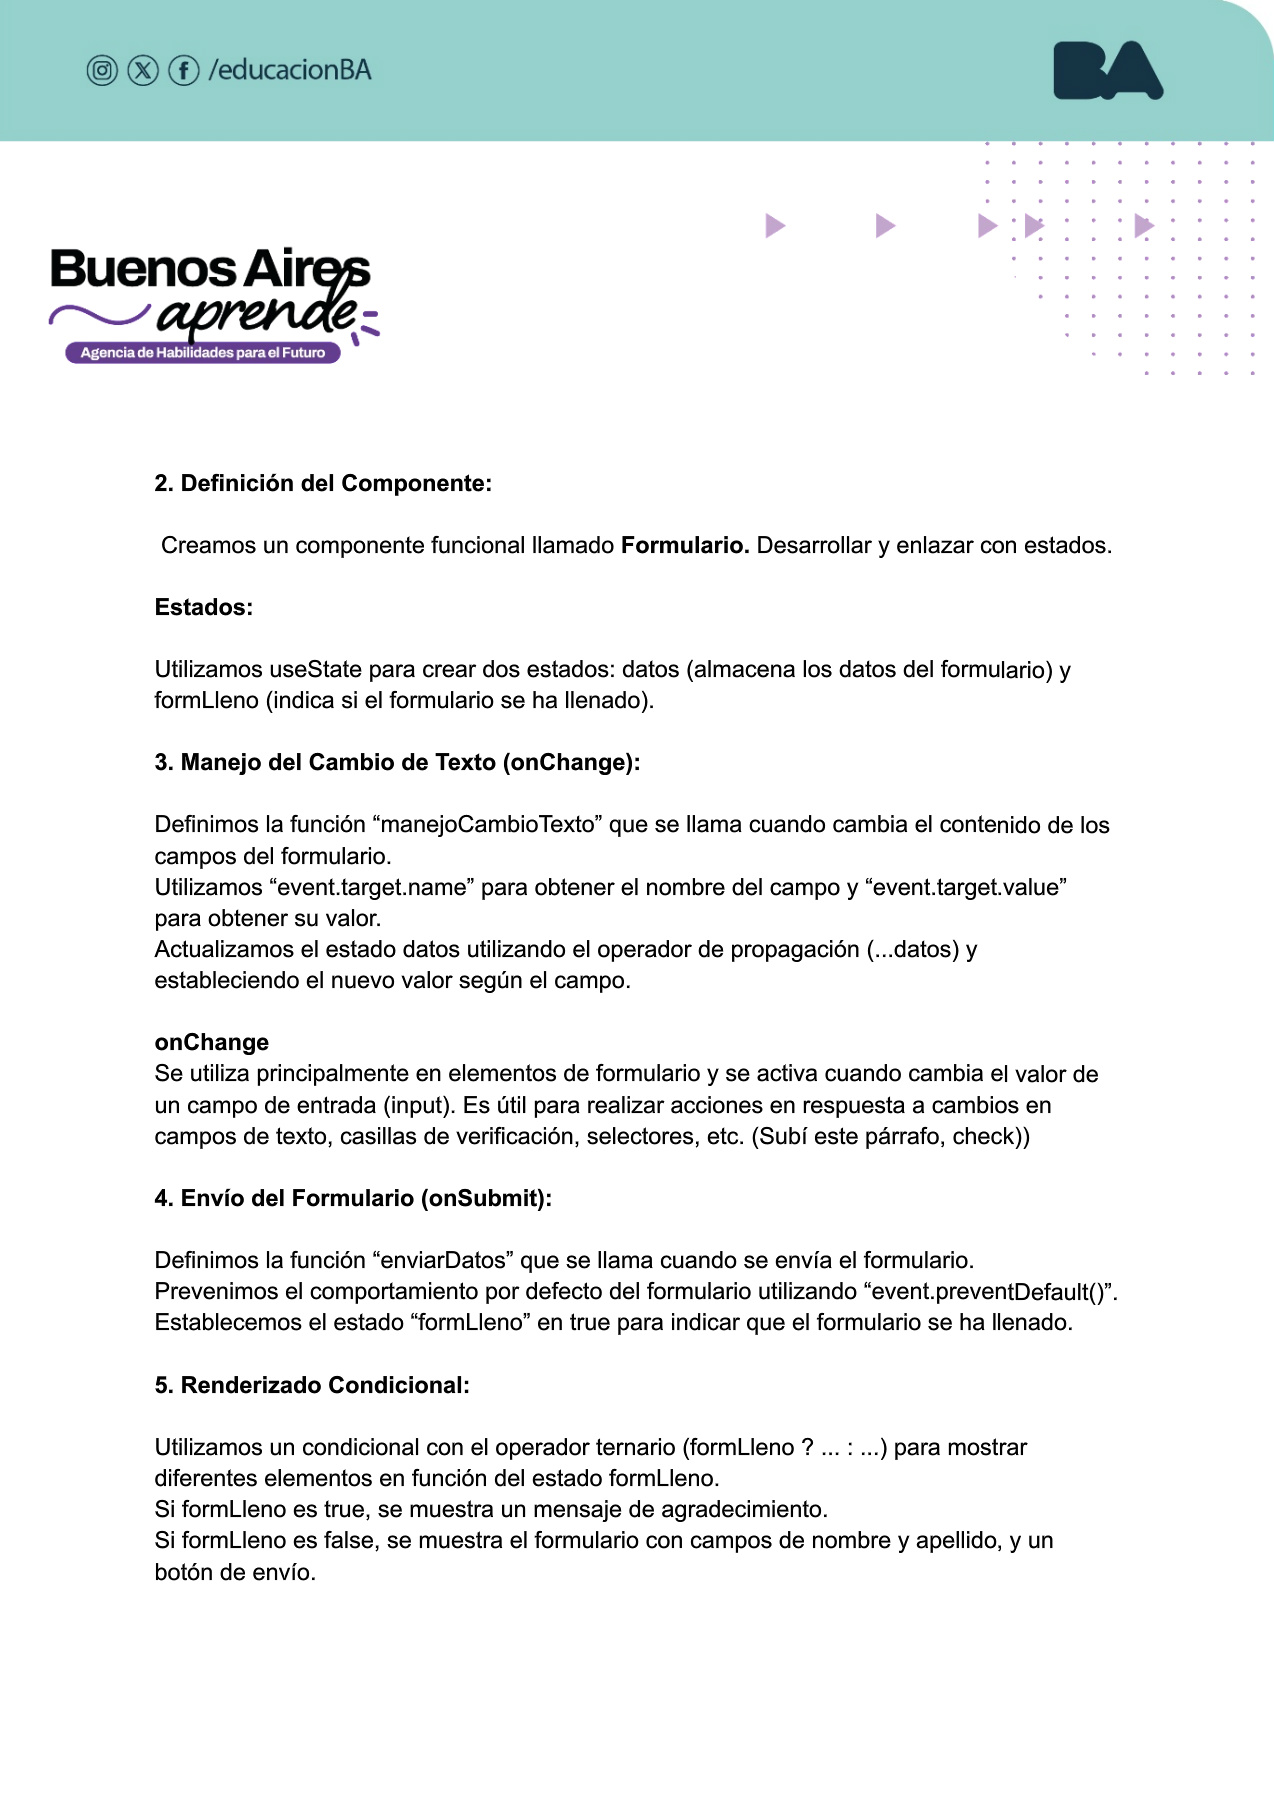 /educacionBA
BA
Buenos Aires
aprende
Agencia de Habilidades para el Futuro
2. Definición del Componente:
Creamos un componente funcional llamado Formulario. Desarrollar y enlazar con estados.
Estados:
Utilizamos useState para crear dos estados: datos (almacena los datos del formulario) y
formLleno (indica si el formulario se ha llenado).
3. Manejo del Cambio de Texto (onChange):
Definimos la función “manejoCambioTexto” que se llama cuando cambia el contenido de los
campos del formulario.
Utilizamos “event.target.name” para obtener el nombre del campo y “event.target.value”
para obtener su valor.
Actualizamos el estado datos utilizando el operador de propagación (...datos) y
estableciendo el nuevo valor según el campo.
onChange
Se utiliza principalmente en elementos de formulario y se activa cuando cambia el valor de
un campo de entrada (input). Es útil para realizar acciones en respuesta a cambios en
campos de texto, casillas de verificación, selectores, etc. (Subí este párrafo, check))
4. Envío del Formulario (onSubmit):
Definimos la función “enviarDatos” que se llama cuando se envía el formulario.
Prevenimos el comportamiento por defecto del formulario utilizando “event.preventDefault()”.
Establecemos el estado “formLleno” en true para indicar que el formulario se ha llenado.
5. Renderizado Condicional:
Utilizamos un condicional con el operador ternario (formLleno ? ... : ...) para mostrar
diferentes elementos en función del estado formLleno.
Si formLleno es true, se muestra un mensaje de agradecimiento.
Si formLleno es false, se muestra el formulario con campos de nombre y apellido, y un
botón de envío.